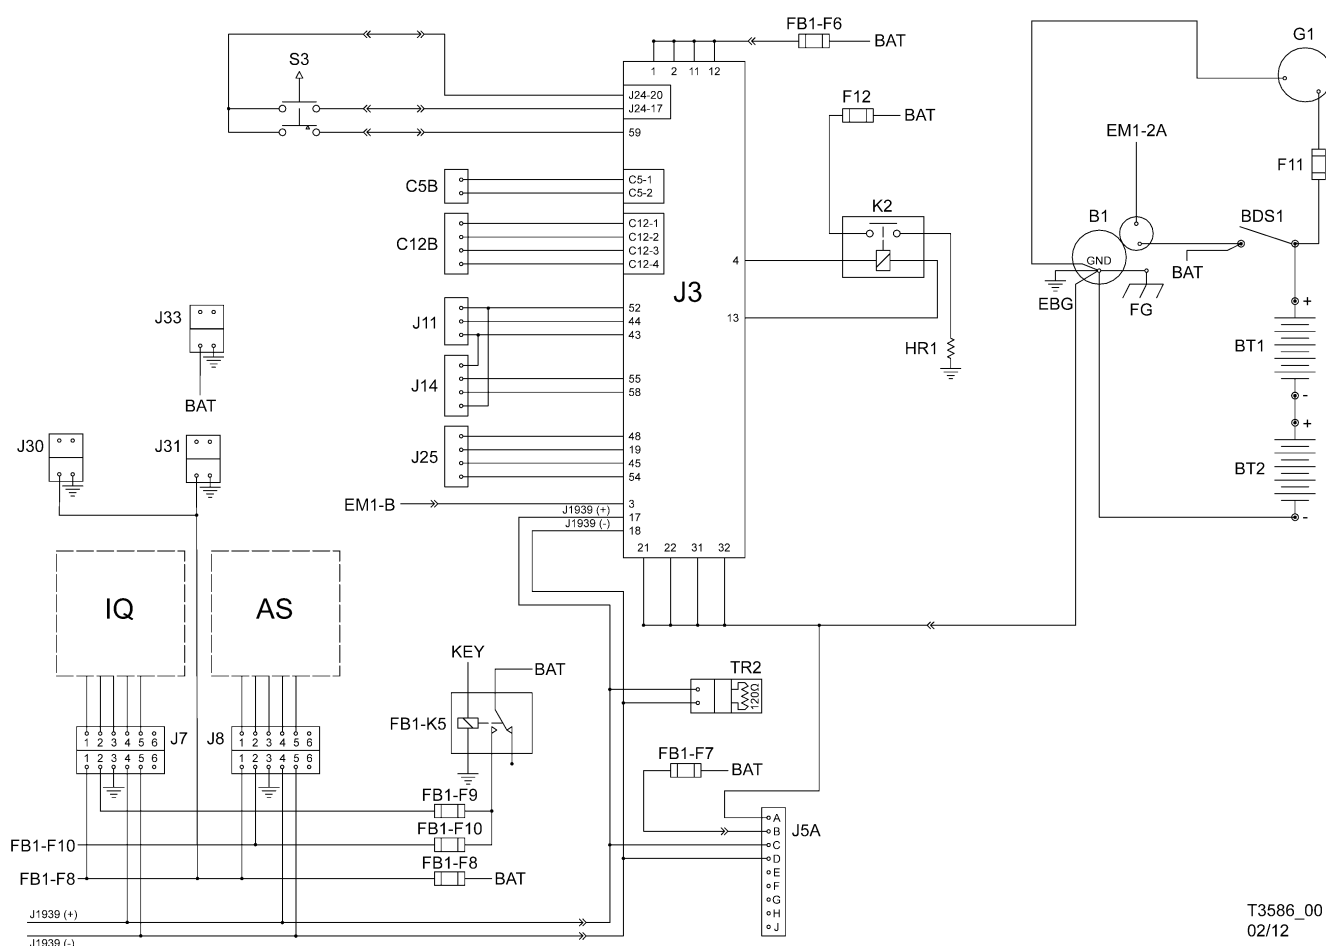 FB1-F6
BAT
G1
S3
1 2 11 12
J24-20
J24-17
F12
BAT
EM1-2A
F11
59
C5B
C5-1
C5-2
K2
B1
BDS1
C12B
C12-1
C12-2
C12-3
C12-4
4
GND
BAT
EBG
FG
J3
J33
J11
52
44
43
13
HR1
BT1
+
-
J14
55
58
BAT
J30
J31
J25
48
19
45
54
+
BT2
-
EM1-B
3
J1939 (+)
17
J1939 (-)
18
21 22 31 32
IQ
AS
KEY
BAT
TR2
120Ω
FB1-K5
J7
1 2 3 4 5 6
1 2 3 4 5 6
J8
1 2 3 4 5 6
1 2 3 4 5 6
FB1-F7
BAT
FB1-F9
FB1-F10
FB1-F10
FB1-F8
FB1-F8
BAT
J5A
A
B
C
D
E
F
G
H
J
J1939 (+)
J1939 (-)
T3586_00
02/12